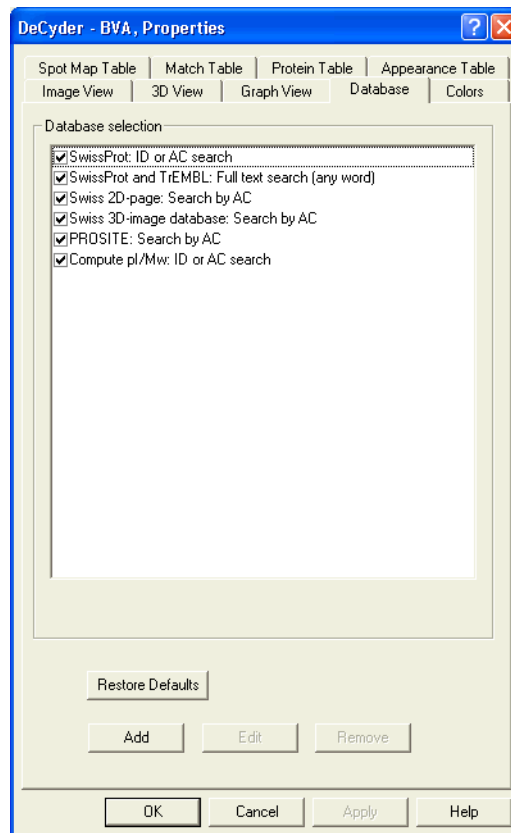 DeCyder - BVA, Properties
Spot Map Table
Match Table
Protein Table
Appearance Table
Image View
3D View
Graph View
Database
Colors
Database selection
SwissProt: ID or AC search
SwissProt and TrEMBL: Full text search (any word)
Swiss 2D-page: Search by AC
Swiss 3D-image database: Search by AC
PROSITE: Search by AC
Compute pI/Mw: ID or AC search
Restore Defaults
Add
Edit
Remove
OK
Cancel
Apply
Help